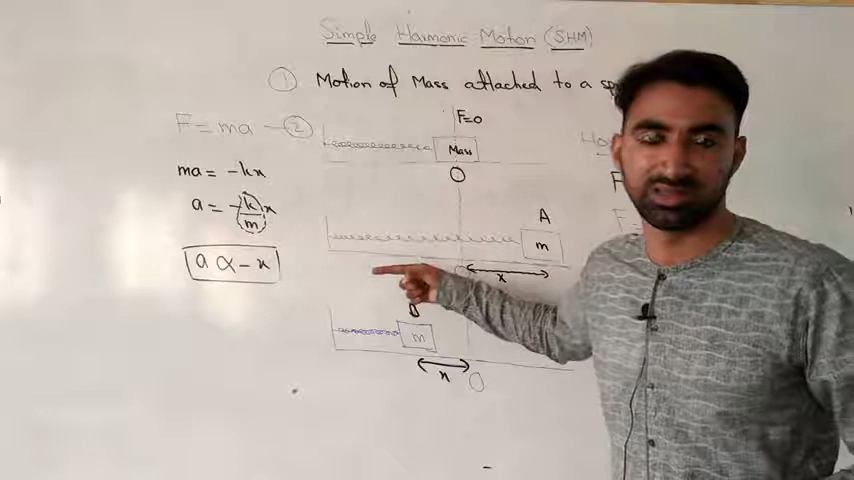 Simple Harmonic Motion (SHM)
① Motion of Mass attached to a
F = ma — ②
ma = -kx
a = -k/m x
a ∝ -x
F=0
Mass
O
A
m
x
m
x
O